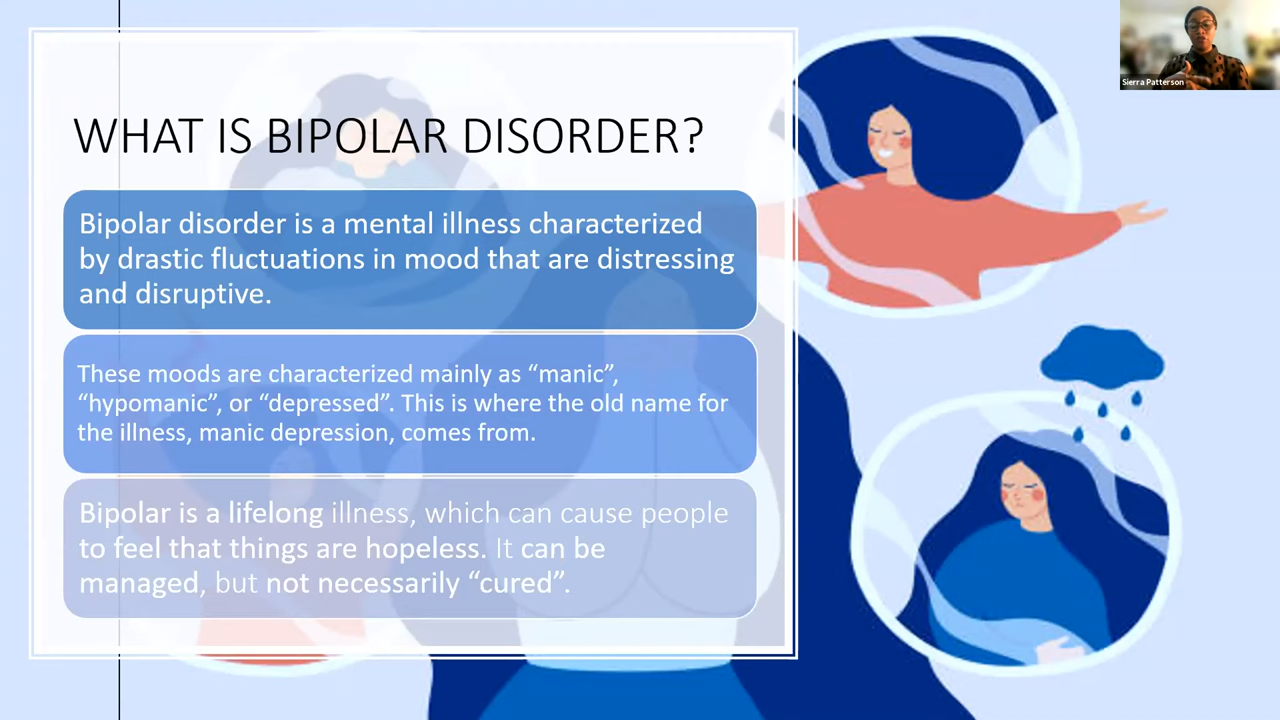 WHAT IS BIPOLAR DISORDER?
Bipolar disorder is a mental illness characterized
by drastic fluctuations in mood that are distressing
and disruptive.
These moods are characterized mainly as “manic”,
“hypomanic”, or “depressed”. This is where the old name for
the illness, manic depression, comes from.
Bipolar is a lifelong illness, which can cause people
to feel that things are hopeless. It can be
managed, but not necessarily “cured”.
Sierra Patterson